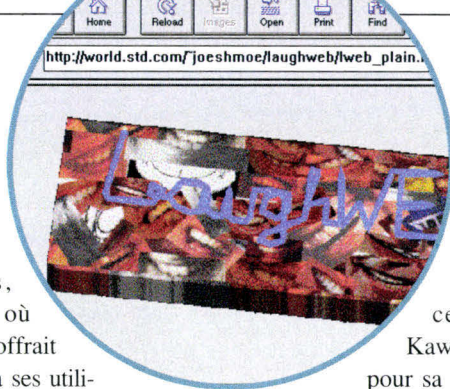 Home Reload Images Open Print Find
http://world.std.com/~joeshmoe/laughweb/lweb_plain.
LaughWE
où
offrait
ses utili-
ce
Kaw
pour sa